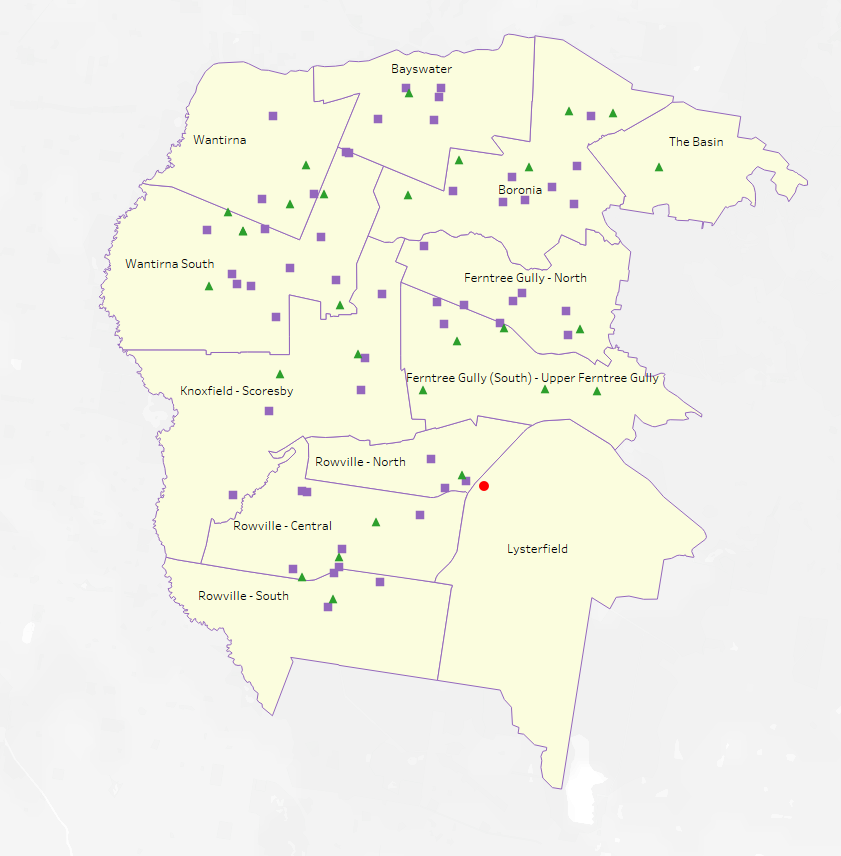 Bayswater
Wantirna
The Basin
Boronia
Wantirna South
Ferntree Gully - North
Ferntree Gully (South) - Upper Ferntree Gully
Knoxfield - Scoresby
Rowville - North
Rowville - Central
Lysterfield
Rowville - South